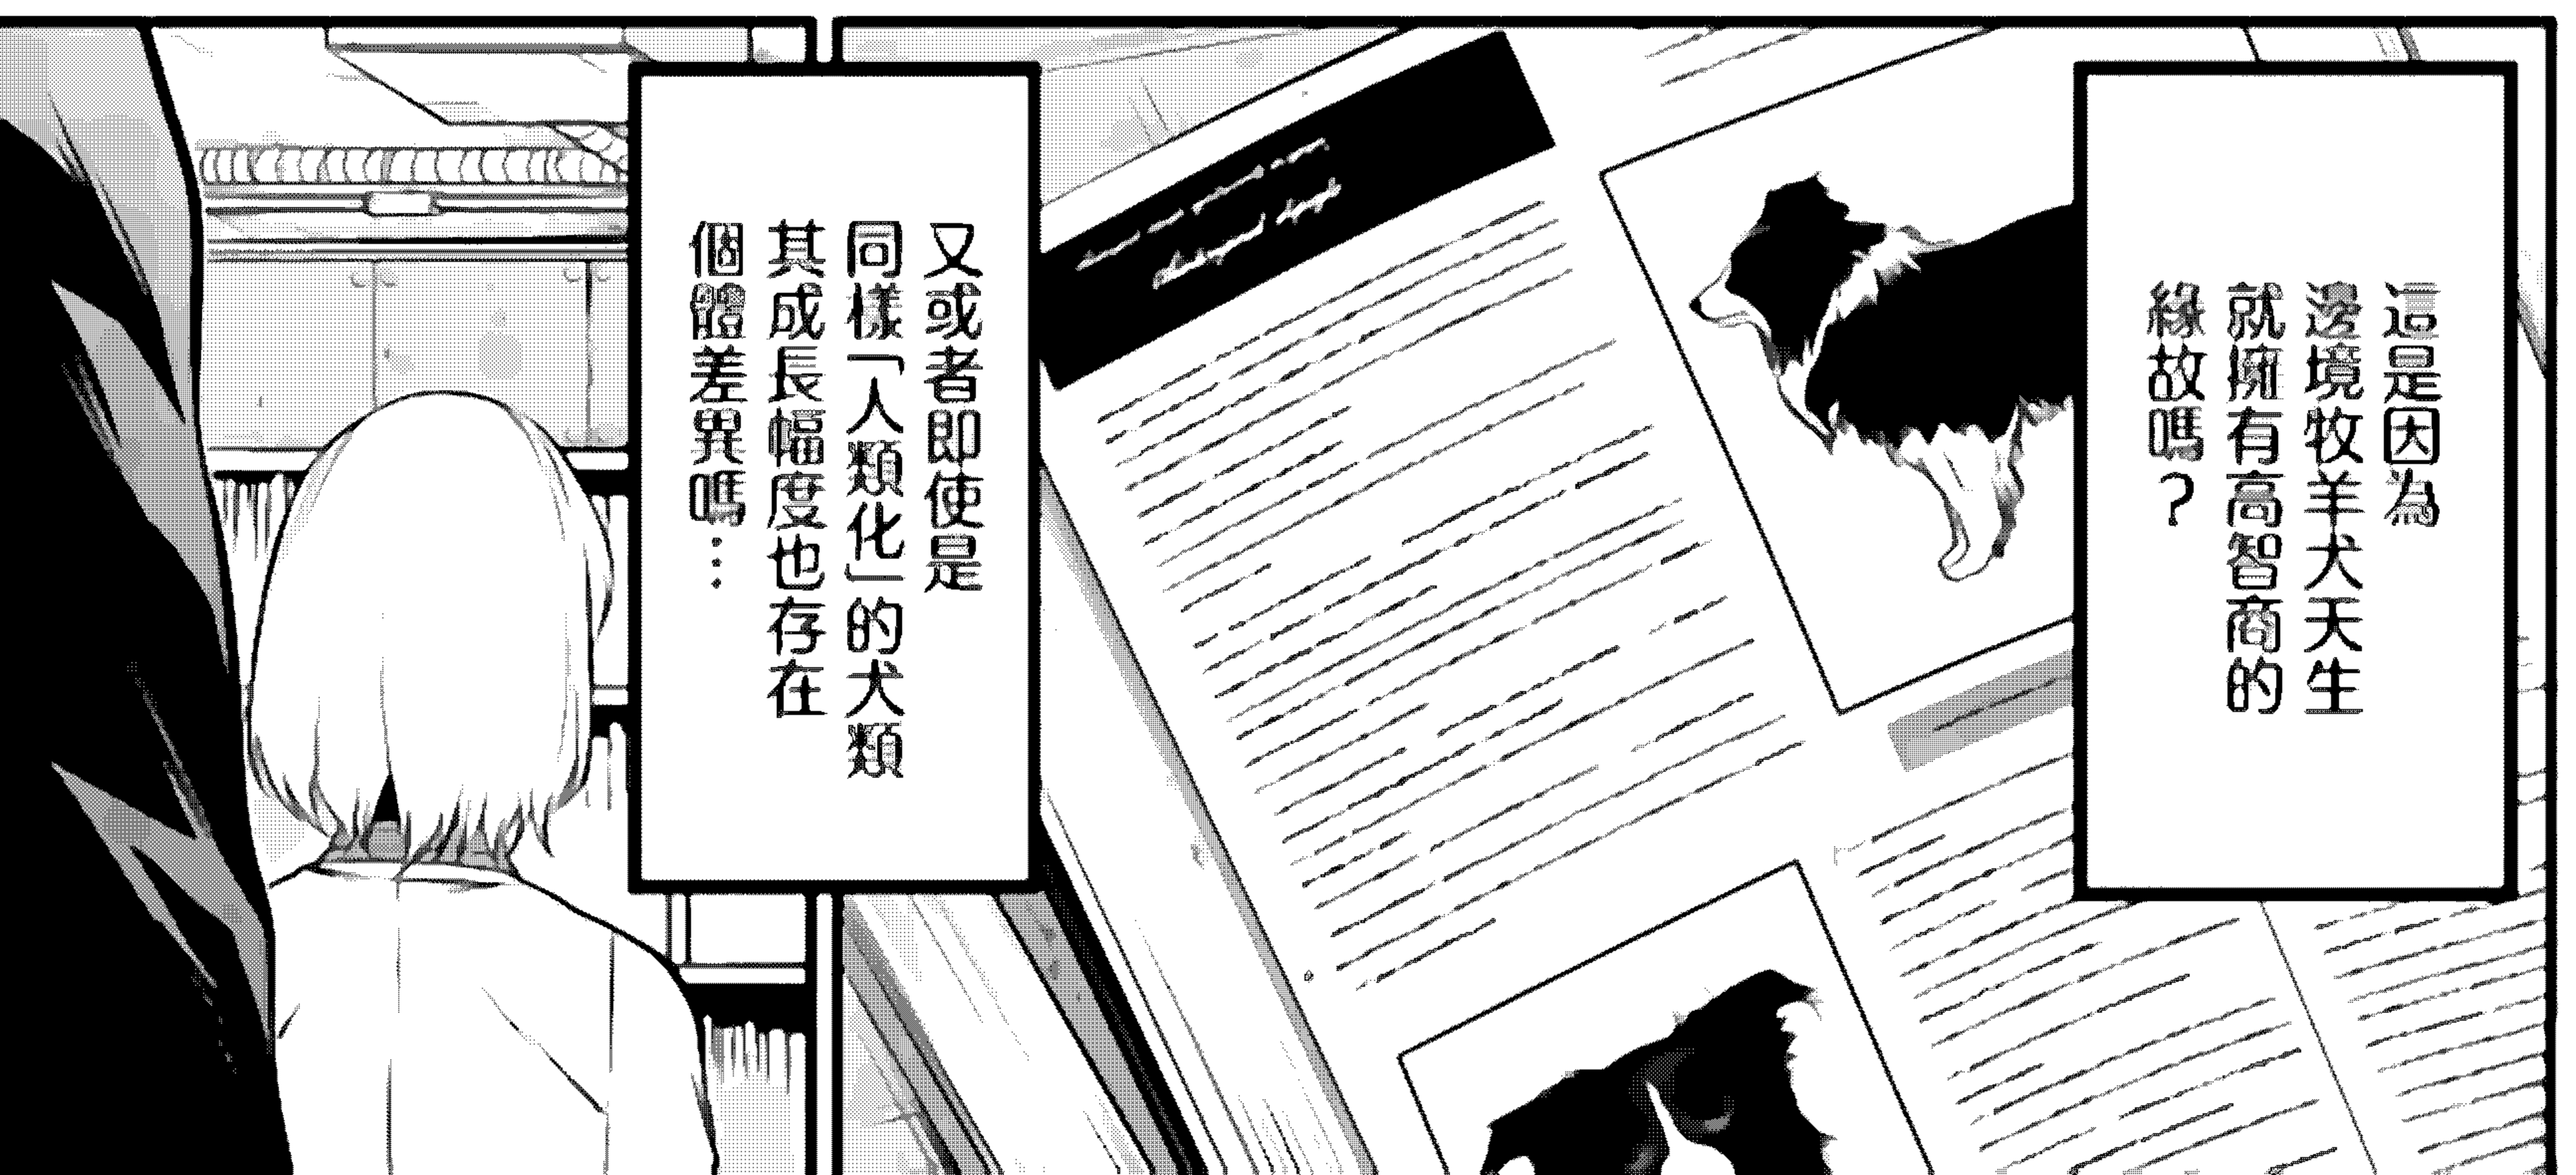 這是因為
邊境牧羊犬天生
就擁有高智商的
緣故嗎？
又或者即使是
同樣「人類化」的犬類
其成長幅度也存在
個體差異嗎…